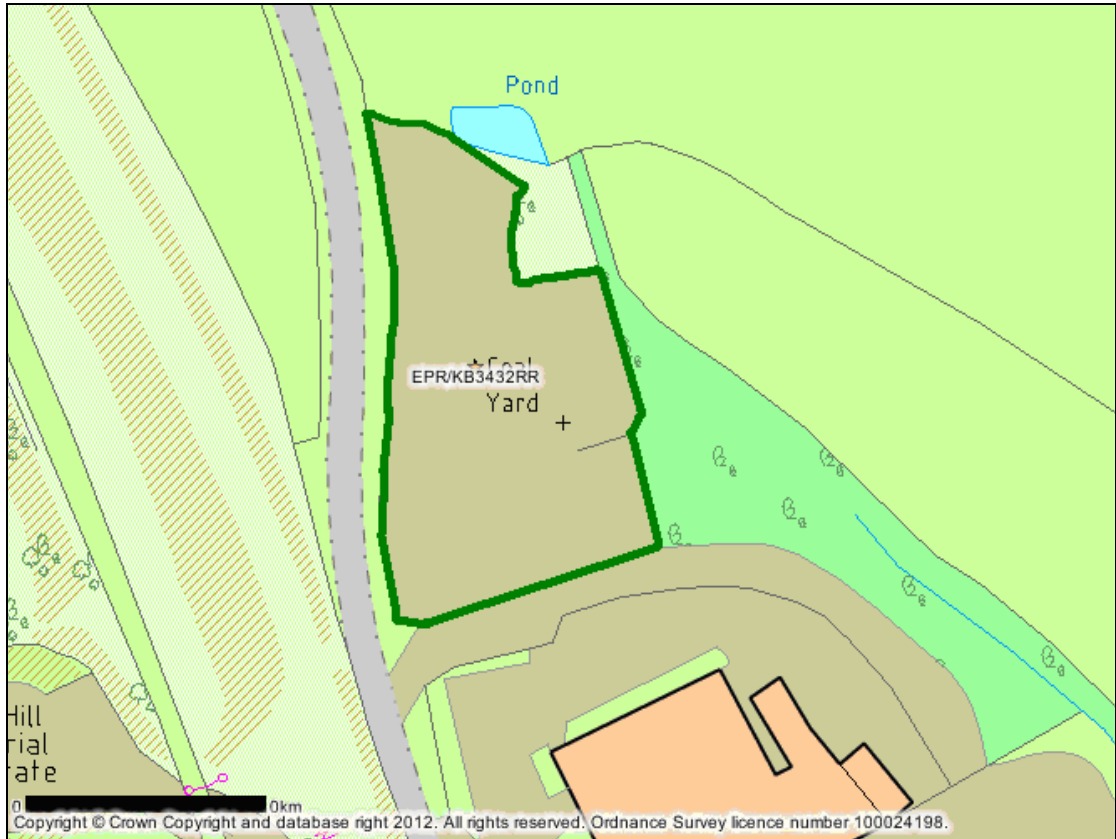 Pond
Coal
EPR/KB3432RR
Yard
Hill
rial
ate
0 0km
Copyright © Crown Copyright and database right 2012. All rights reserved. Ordnance Survey licence number 100024198.